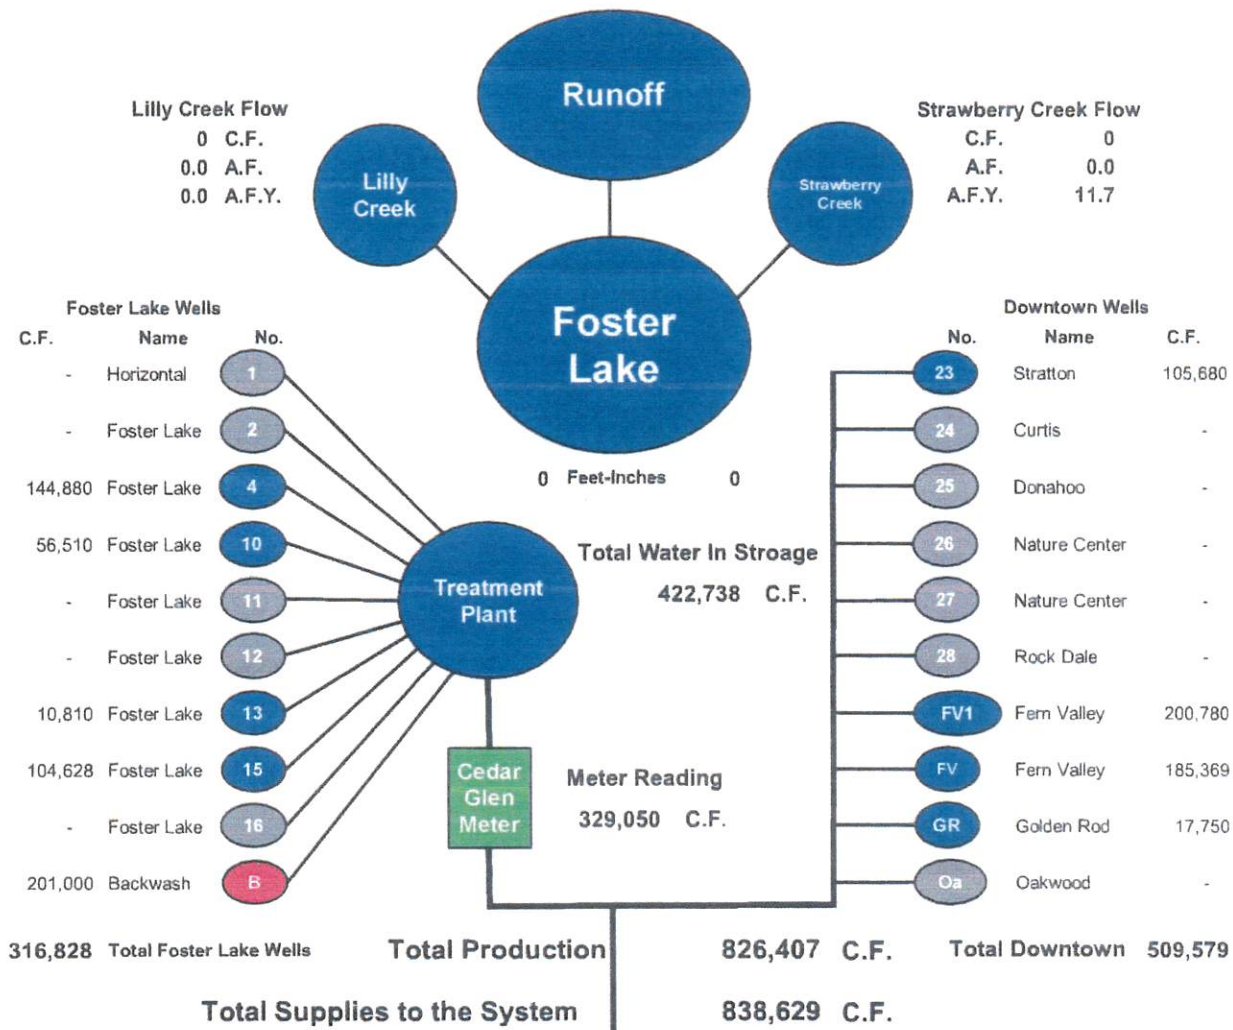 Runoff
Lilly Creek Flow
0 C.F.
0.0 A.F.
0.0 A.F.Y.
Lilly
Creek
Strawberry
Creek
Strawberry Creek Flow
C.F. 0
A.F. 0.0
A.F.Y. 11.7
Foster
Lake
0 Feet-Inches 0
Foster Lake Wells
C.F. Name No.
- Horizontal 1
- Foster Lake 2
144,880 Foster Lake 4
56,510 Foster Lake 10
- Foster Lake 11
- Foster Lake 12
10,810 Foster Lake 13
104,628 Foster Lake 15
- Foster Lake 16
201,000 Backwash B
316,828 Total Foster Lake Wells
Treatment
Plant
Total Water In Stroage
422,738 C.F.
Cedar
Glen
Meter
Meter Reading
329,050 C.F.
Downtown Wells
No. Name C.F.
23 Stratton 105,680
24 Curtis -
25 Donahoo -
26 Nature Center -
27 Nature Center -
28 Rock Dale -
FV1 Fern Valley 200,780
FV Fern Valley 185,369
GR Golden Rod 17,750
Oa Oakwood -
Total Downtown 509,579
Total Production 826,407 C.F.
Total Supplies to the System 838,629 C.F.